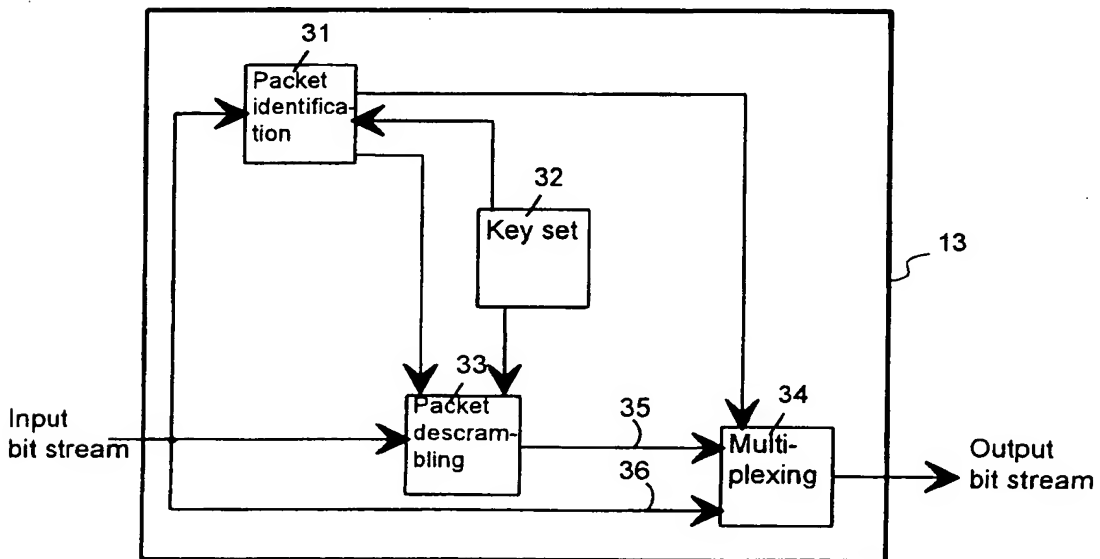 31
Packet
identifica-
tion
32
Key set
13
33
Packet
descram-
bling
35
34
Multi-
plexing
36
Input
bit stream
Output
bit stream